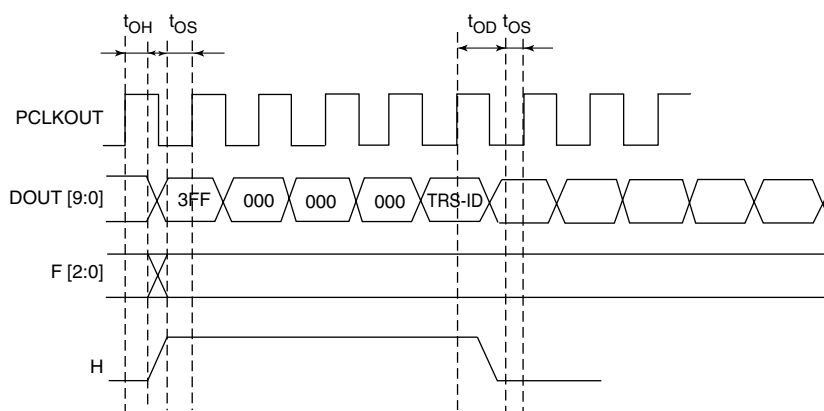 tOH tOS tOD tOS
PCLKOUT
DOUT [9:0] 3FF 000 000 000 TRS-ID
F [2:0]
H